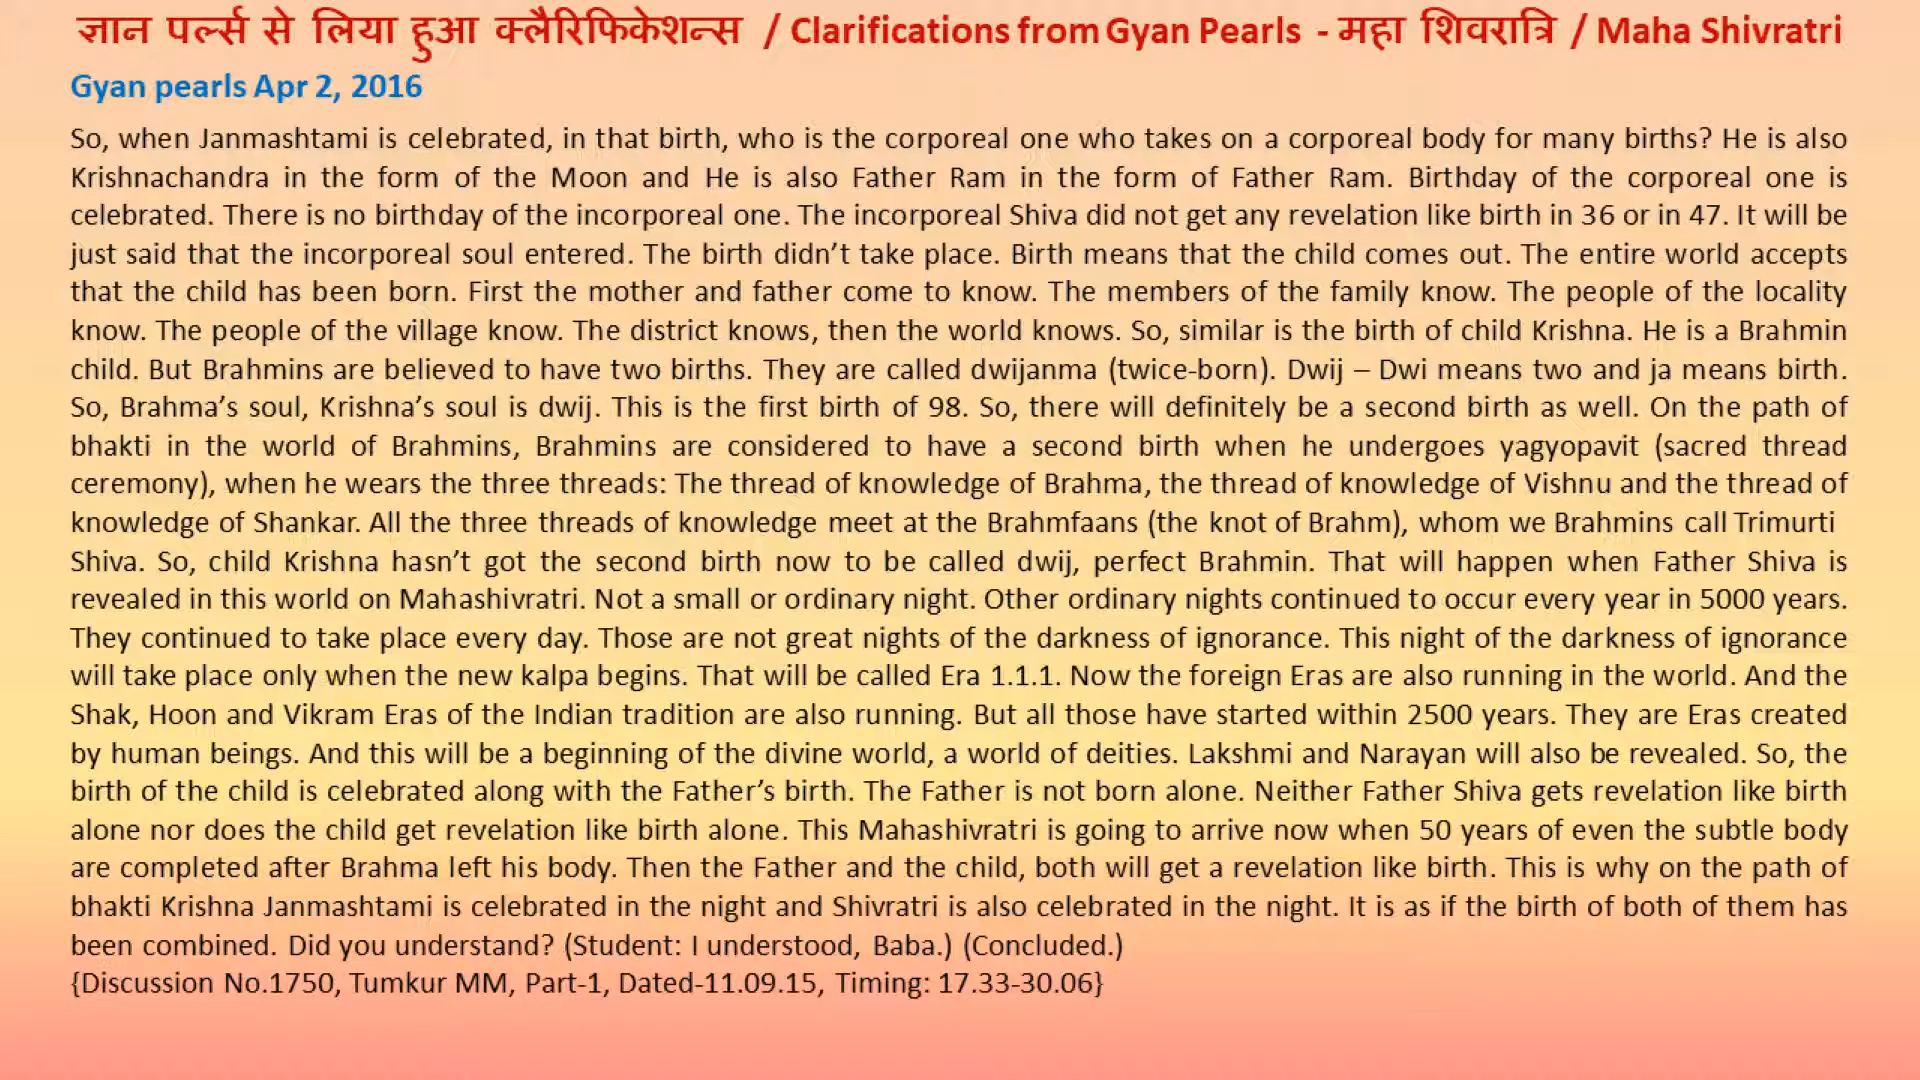 ज्ञान पर्ल्स से लिया हुआ क्लैरिफिकेशन्स / Clarifications from Gyan Pearls - महा शिवरात्रि / Maha Shivratri
Gyan pearls Apr 2, 2016
So, when Janmashtami is celebrated, in that birth, who is the corporeal one who takes on a corporeal body for many births? He is also
Krishnachandra in the form of the Moon and He is also Father Ram in the form of Father Ram. Birthday of the corporeal one is
celebrated. There is no birthday of the incorporeal one. The incorporeal Shiva did not get any revelation like birth in 36 or in 47. It will be
just said that the incorporeal soul entered. The birth didn’t take place. Birth means that the child comes out. The entire world accepts
that the child has been born. First the mother and father come to know. The members of the family know. The people of the locality
know. The people of the village know. The district knows, then the world knows. So, similar is the birth of child Krishna. He is a Brahmin
child. But Brahmins are believed to have two births. They are called dwijanma (twice-born). Dwij – Dwi means two and ja means birth.
So, Brahma’s soul, Krishna’s soul is dwij. This is the first birth of 98. So, there will definitely be a second birth as well. On the path of
bhakti in the world of Brahmins, Brahmins are considered to have a second birth when he undergoes yagyopavit (sacred thread
ceremony), when he wears the three threads: The thread of knowledge of Brahma, the thread of knowledge of Vishnu and the thread of
knowledge of Shankar. All the three threads of knowledge meet at the Brahmfaans (the knot of Brahm), whom we Brahmins call Trimurti
Shiva. So, child Krishna hasn’t got the second birth now to be called dwij, perfect Brahmin. That will happen when Father Shiva is
revealed in this world on Mahashivratri. Not a small or ordinary night. Other ordinary nights continued to occur every year in 5000 years.
They continued to take place every day. Those are not great nights of the darkness of ignorance. This night of the darkness of ignorance
will take place only when the new kalpa begins. That will be called Era 1.1.1. Now the foreign Eras are also running in the world. And the
Shak, Hoon and Vikram Eras of the Indian tradition are also running. But all those have started within 2500 years. They are Eras created
by human beings. And this will be a beginning of the divine world, a world of deities. Lakshmi and Narayan will also be revealed. So, the
birth of the child is celebrated along with the Father’s birth. The Father is not born alone. Neither Father Shiva gets revelation like birth
alone nor does the child get revelation like birth alone. This Mahashivratri is going to arrive now when 50 years of even the subtle body
are completed after Brahma left his body. Then the Father and the child, both will get a revelation like birth. This is why on the path of
bhakti Krishna Janmashtami is celebrated in the night and Shivratri is also celebrated in the night. It is as if the birth of both of them has
been combined. Did you understand? (Student: I understood, Baba.) (Concluded.)
{Discussion No.1750, Tumkur MM, Part-1, Dated-11.09.15, Timing: 17.33-30.06}